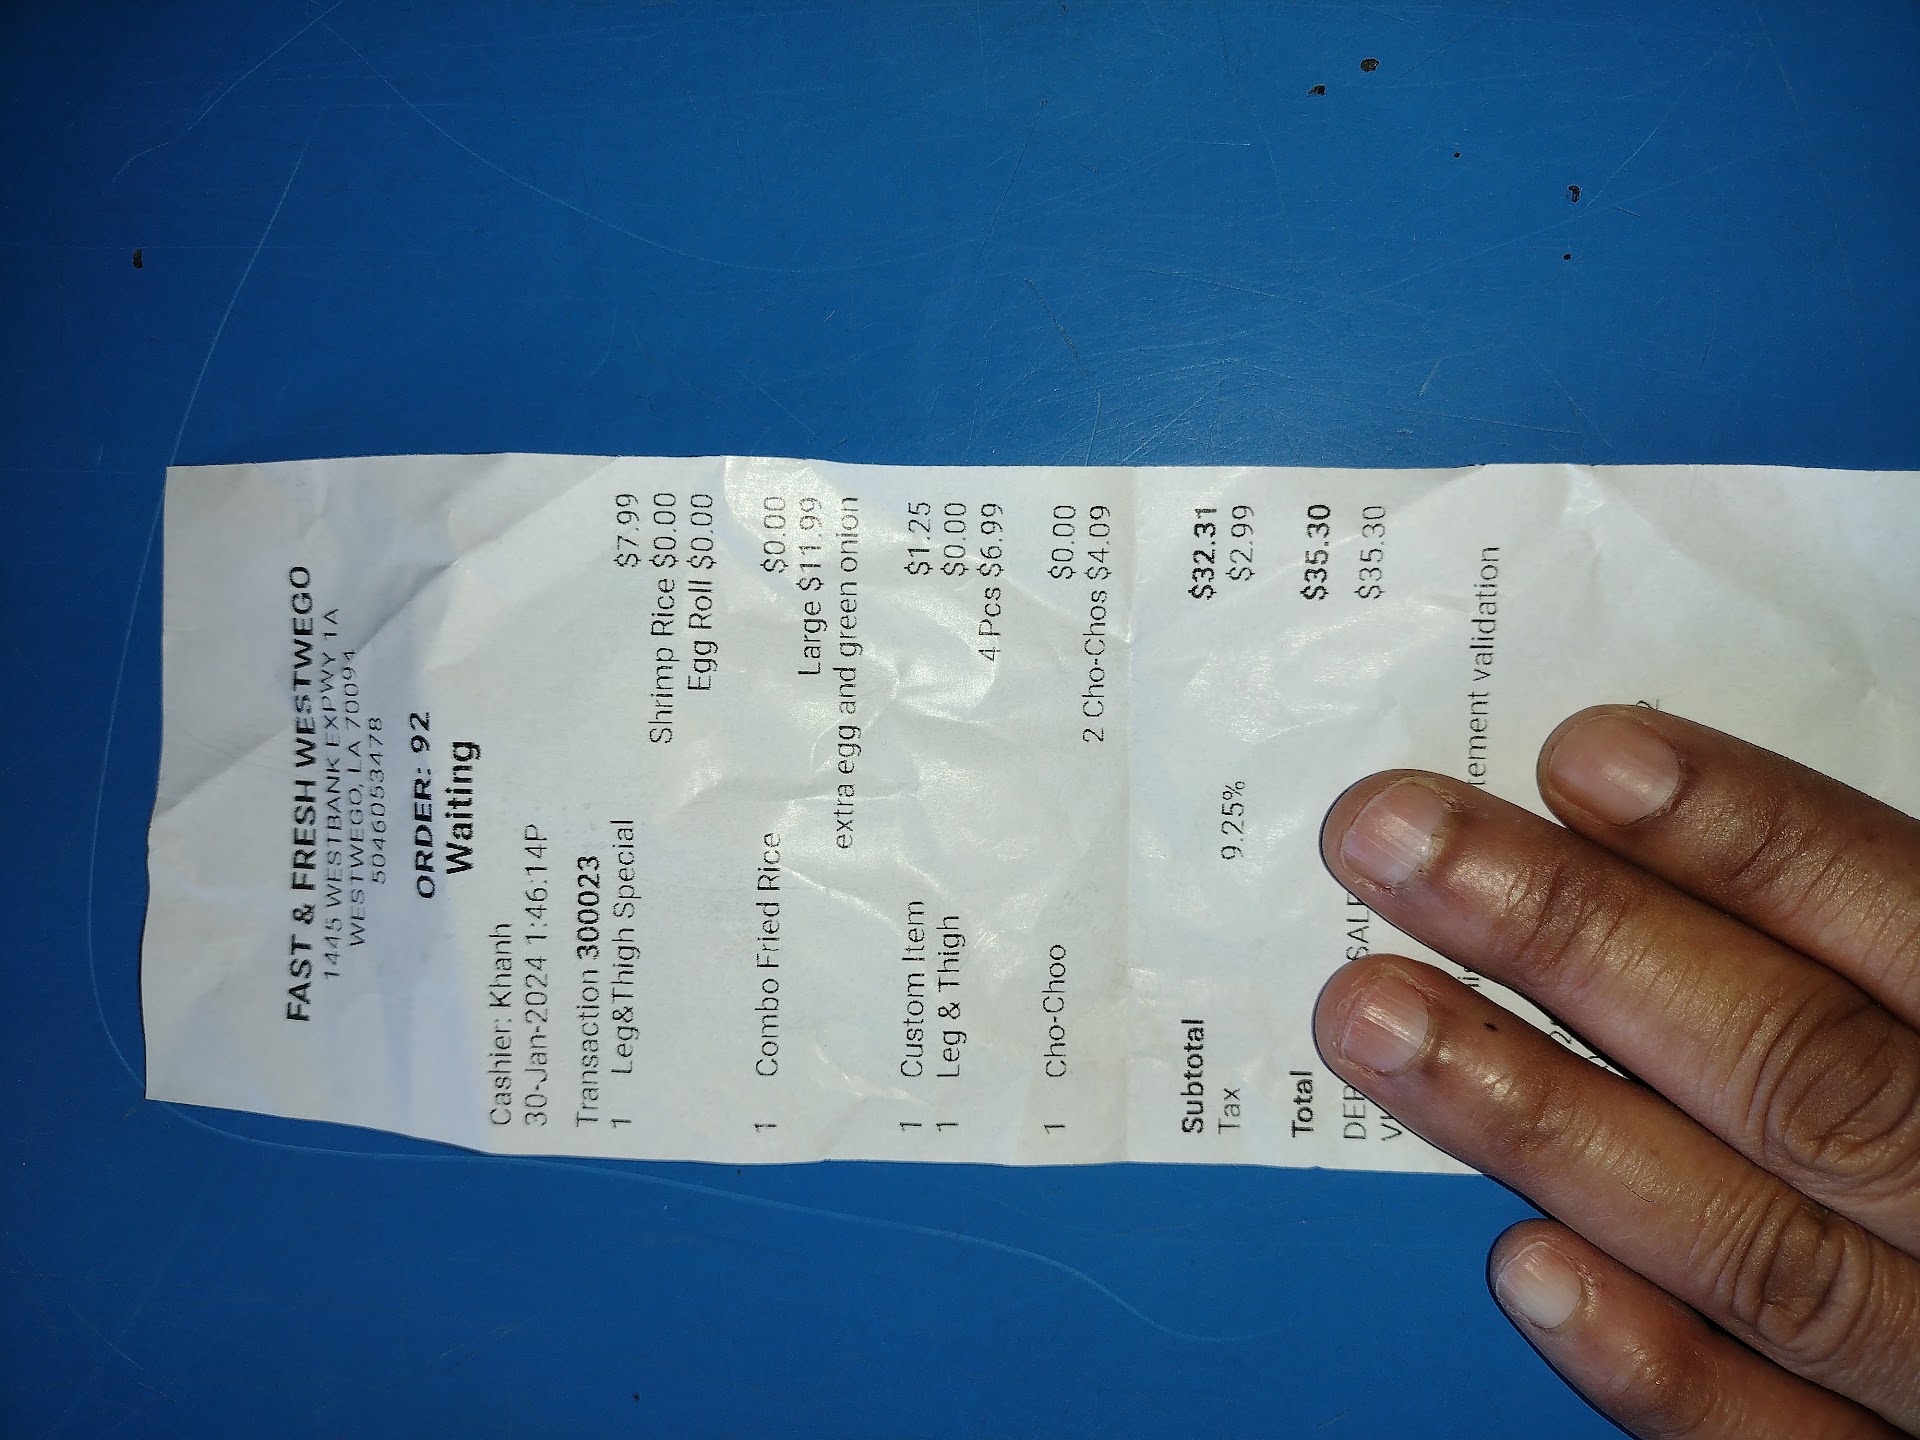 FAST & FRESH WESTWEGO
1445 WESTBANK EXPWY 1A
WESTWEGO, LA 70094
5046053478
ORDER: 92
Waiting
Cashier: Khanh
30-Jan-2024 1:46:14P
Transaction 300023
1 Leg&Thigh Special $7.99
Shrimp Rice $0.00
Egg Roll $0.00
1 Combo Fried Rice $0.00
Large $11.99
extra egg and green onion
1 Custom Item $1.25
1 Leg & Thigh $0.00
4 Pcs $6.99
1 Cho-Choo $0.00
2 Cho-Chos $4.09
Subtotal $32.31
Tax 9.25% $2.99
Total $35.30
SALE $35.30
validation